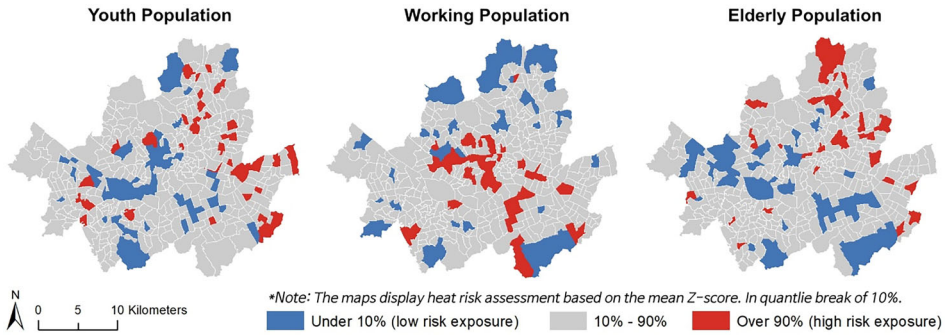 Youth Population
Working Population
Elderly Population
*Note: The maps display heat risk assessment based on the mean Z-score. In quantlie break of 10%.
N
0 5 10 Kilometers
Under 10% (low risk exposure)
10% - 90%
Over 90% (high risk exposure)